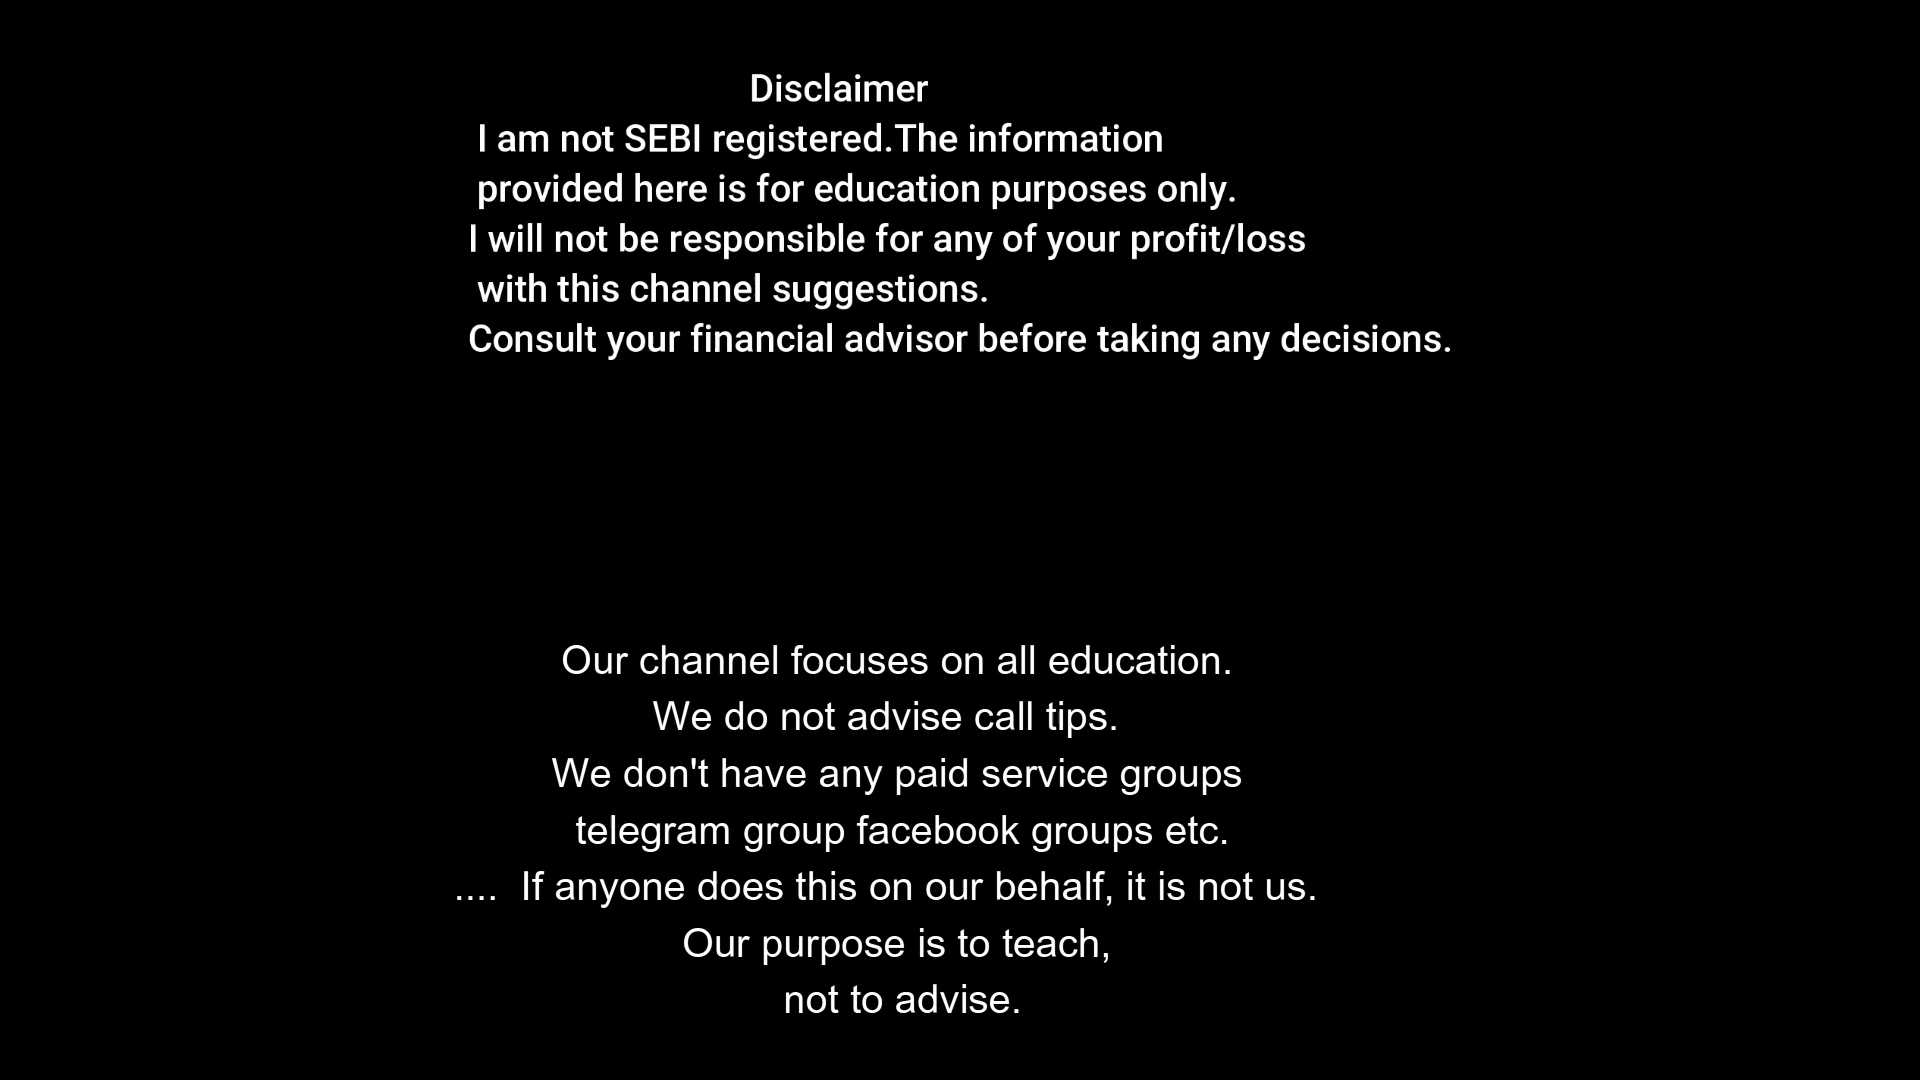 Disclaimer
I am not SEBI registered.The information
provided here is for education purposes only.
I will not be responsible for any of your profit/loss
with this channel suggestions.
Consult your financial advisor before taking any decisions.
Our channel focuses on all education.
We do not advise call tips.
We don't have any paid service groups
telegram group facebook groups etc.
.... If anyone does this on our behalf, it is not us.
Our purpose is to teach,
not to advise.